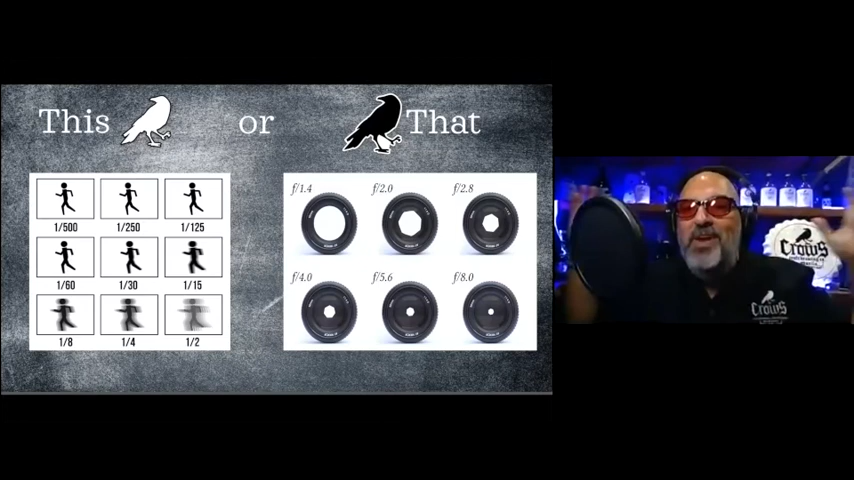 This or That
1/500 1/250 1/125
1/60 1/30 1/15
1/8 1/4 1/2
f/1.4 f/2.0 f/2.8
f/4.0 f/5.6 f/8.0
Crows
Crows